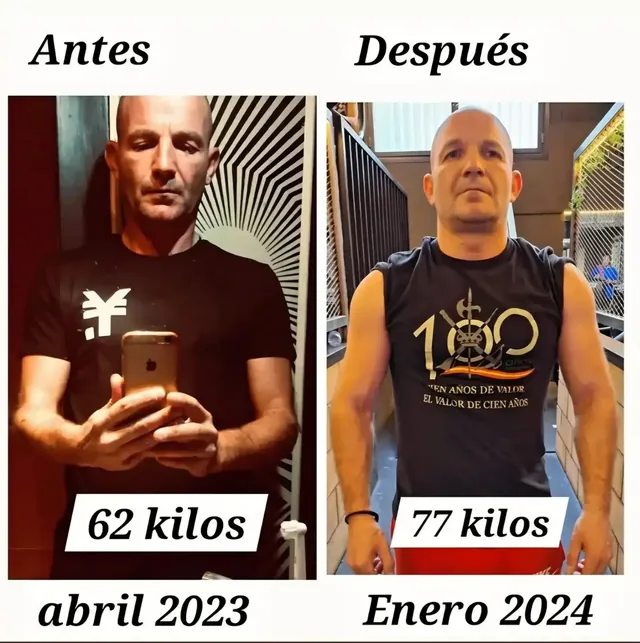 Antes
Después
100
CIEN AÑOS DE VALOR
EL VALOR DE CIEN AÑOS
62 kilos
77 kilos
abril 2023
Enero 2024